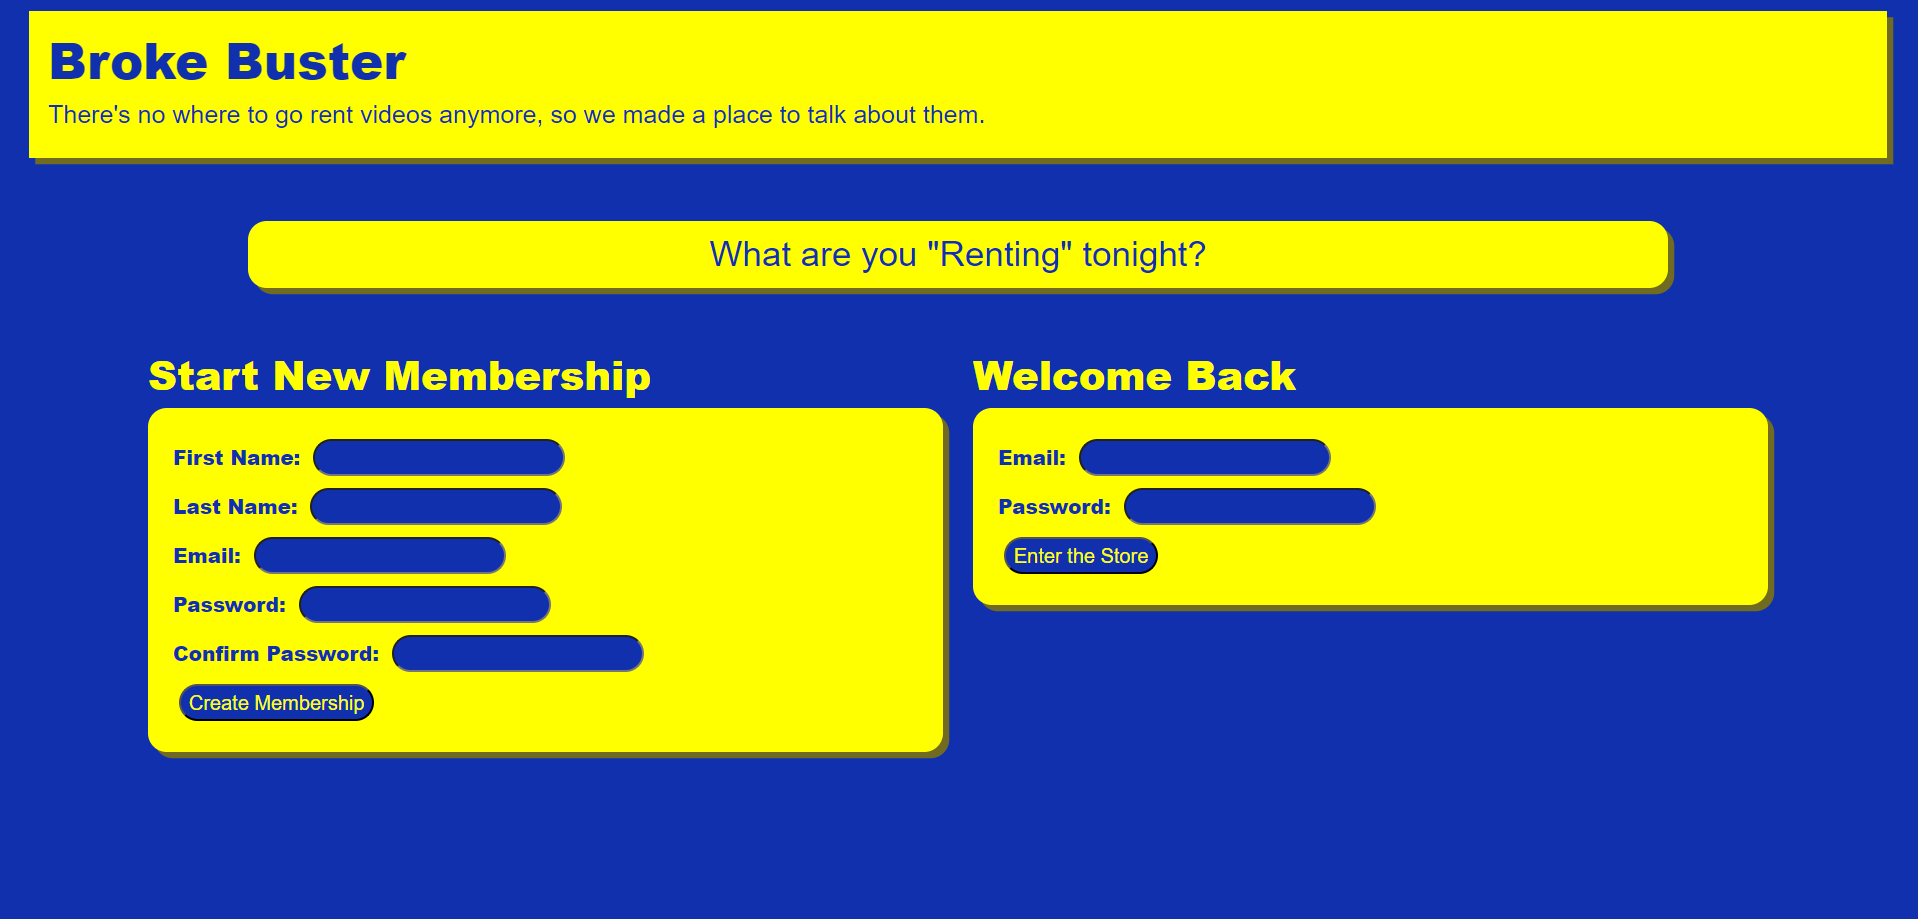 Broke Buster
There's no where to go rent videos anymore, so we made a place to talk about them.
What are you "Renting" tonight?
Start New Membership
First Name:
Last Name:
Email:
Password:
Confirm Password:
Create Membership
Welcome Back
Email:
Password:
Enter the Store